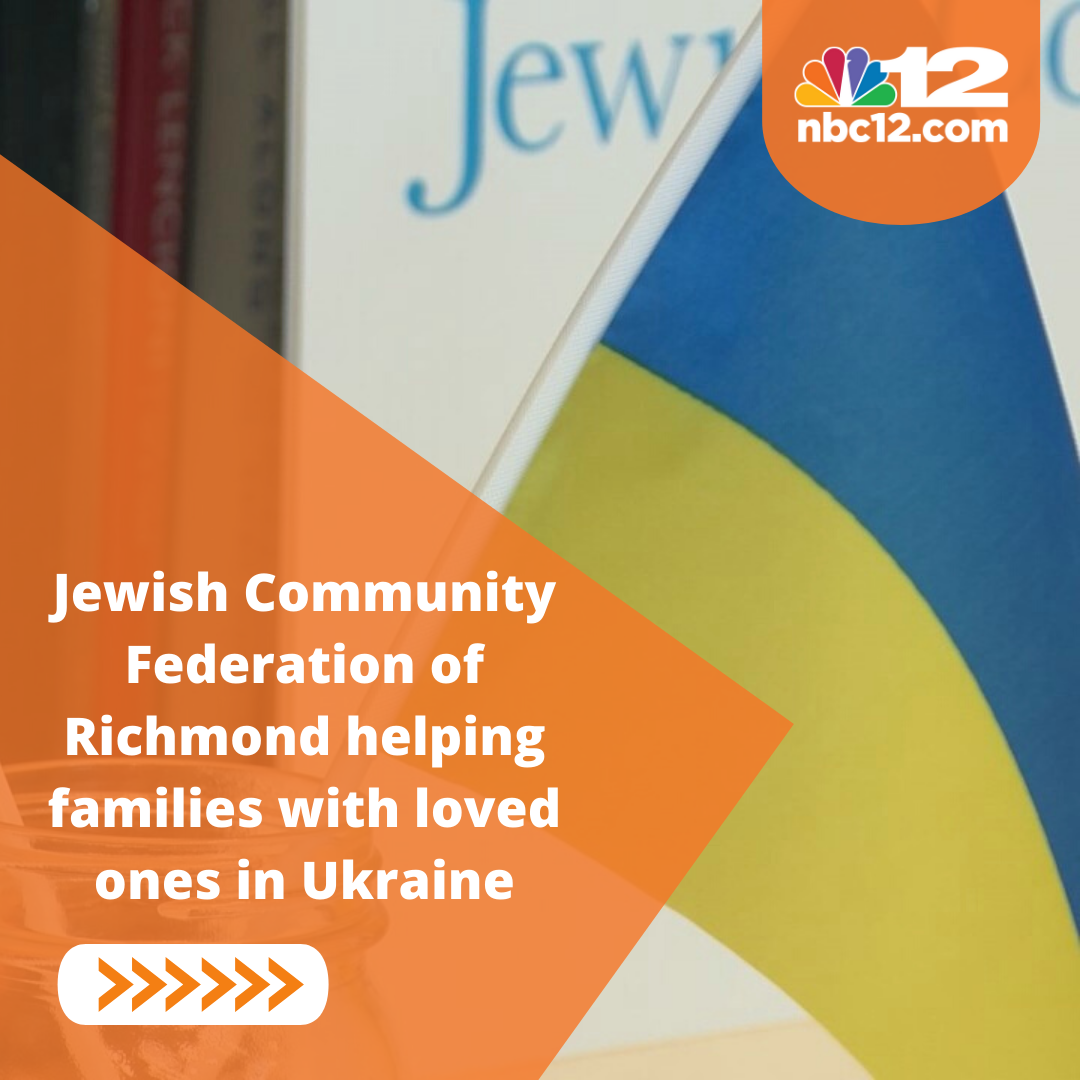 Jew
12
nbc12.com
Jewish Community
Federation of
Richmond helping
families with loved
ones in Ukraine